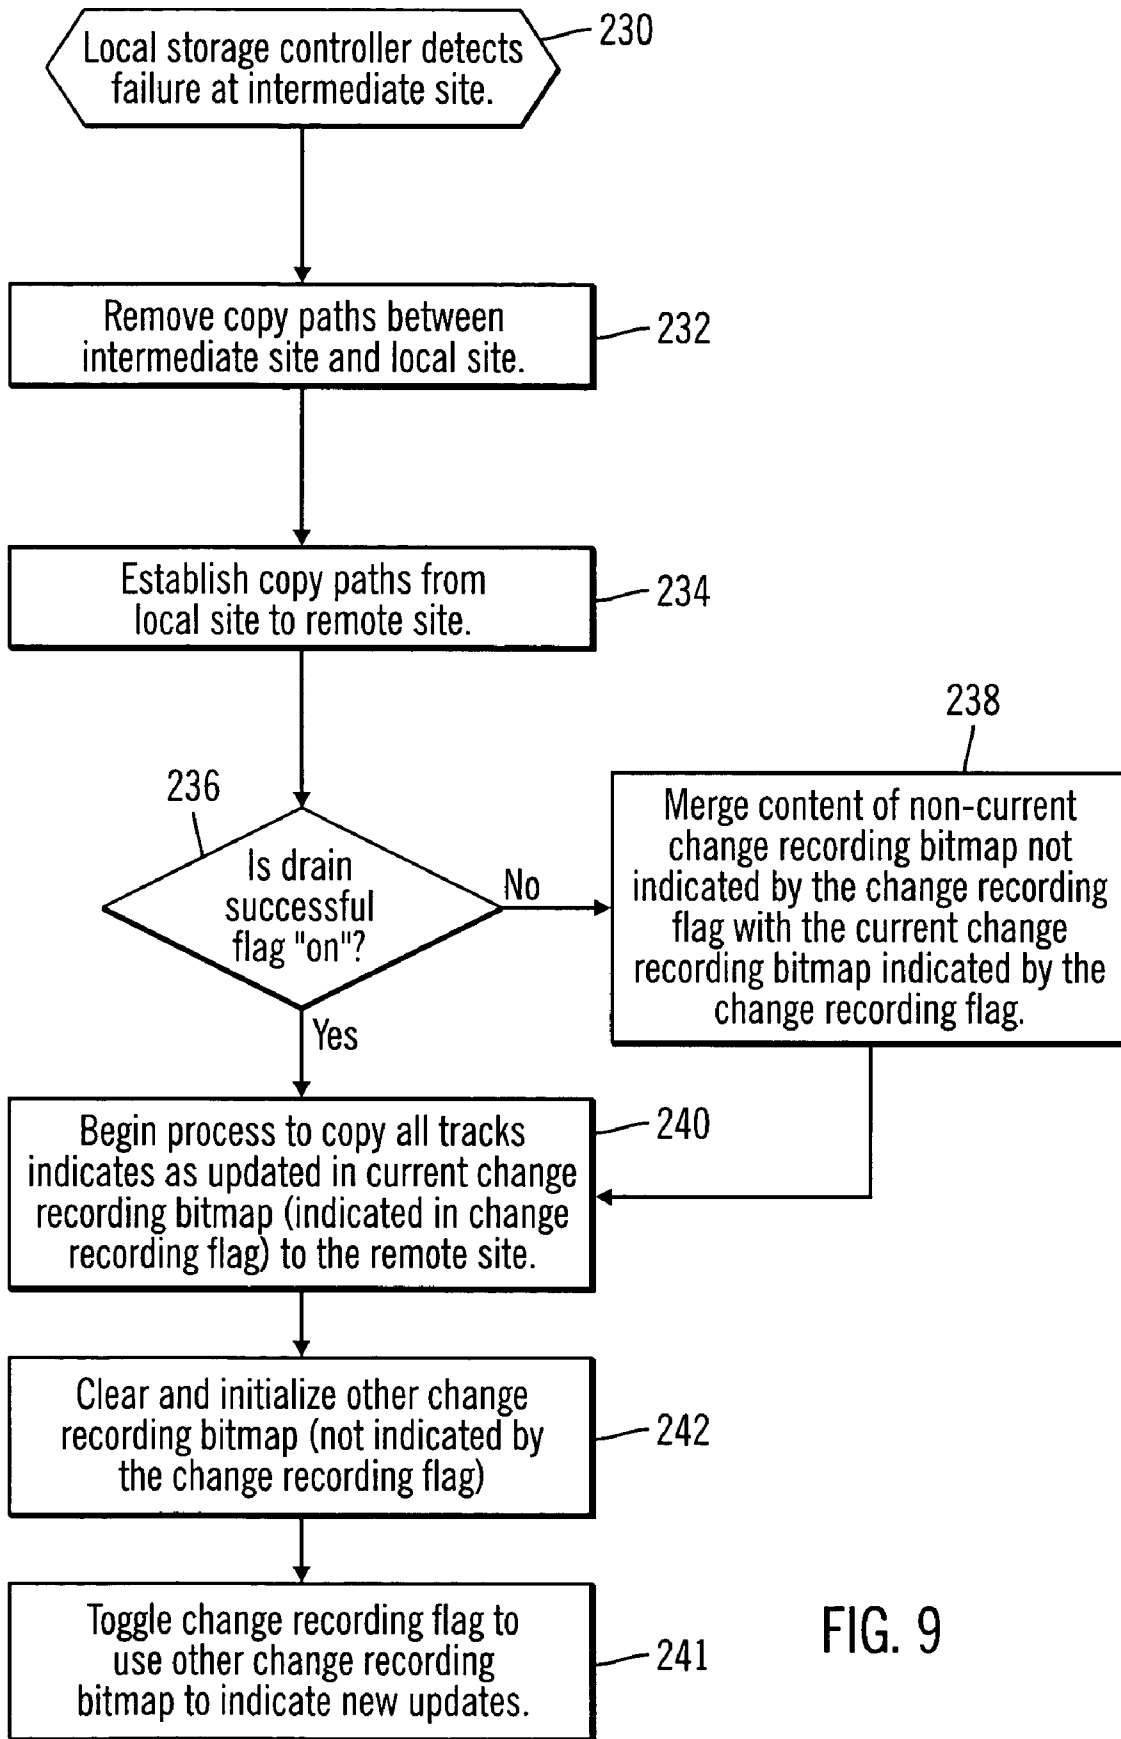 Local storage controller detects
failure at intermediate site.
230
Remove copy paths between
intermediate site and local site.
232
Establish copy paths from
local site to remote site.
234
236
Is drain
successful
flag "on"?
No
Yes
238
Merge content of non-current
change recording bitmap not
indicated by the change recording
flag with the current change
recording bitmap indicated by the
change recording flag.
Begin process to copy all tracks
indicates as updated in current change
recording bitmap (indicated in change
recording flag) to the remote site.
240
Clear and initialize other change
recording bitmap (not indicated by
the change recording flag)
242
Toggle change recording flag to
use other change recording
bitmap to indicate new updates.
241
FIG. 9